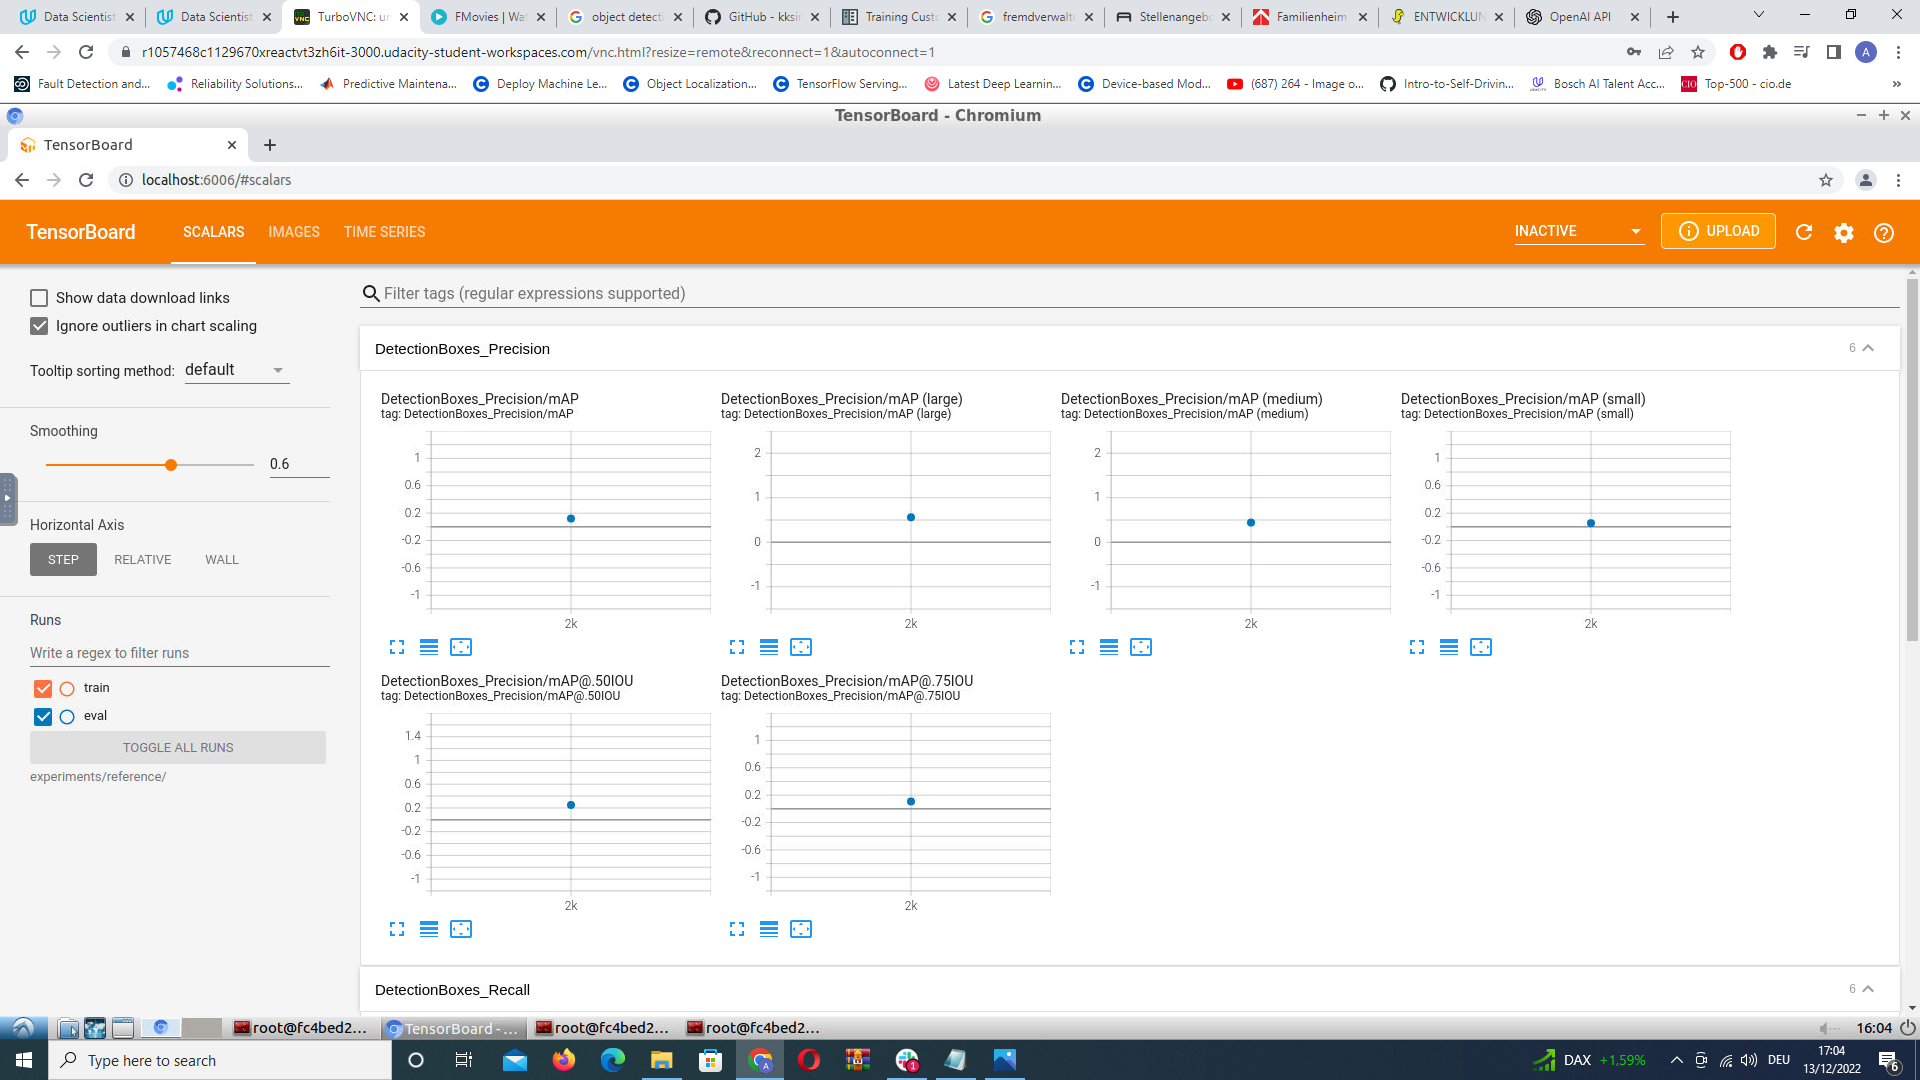 Data Scientist
Data Scientist
TurboVNC: un
FMovies | Wat
object detecti
GitHub - kksin
Training Custo
fremdverwalt
Stellenangebo
Familienheim
ENTWICKLUN
OpenAI API
r1057468c1129670xreactvt3zh6it-3000.udacity-student-workspaces.com/vnc.html?resize=remote&reconnect=1&autoconnect=1
A
Fault Detection and...
Reliability Solutions...
Predictive Maintena...
Deploy Machine Le...
Object Localization...
TensorFlow Serving...
Latest Deep Learnin...
Device-based Mod...
(687) 264 - Image o...
Intro-to-Self-Drivin...
Bosch AI Talent Acc...
Top-500 - cio.de
»
TensorBoard - Chromium
TensorBoard
localhost:6006/#scalars
TensorBoard
SCALARS
IMAGES
TIME SERIES
INACTIVE
UPLOAD
Show data download links
Ignore outliers in chart scaling
Tooltip sorting method: default
Smoothing
0.6
Horizontal Axis
STEP
RELATIVE
WALL
Runs
Write a regex to filter runs
train
eval
TOGGLE ALL RUNS
experiments/reference/
Filter tags (regular expressions supported)
DetectionBoxes_Precision
6
DetectionBoxes_Precision/mAP
tag: DetectionBoxes_Precision/mAP
1
0.6
0.2
-0.2
-0.6
-1
2k
DetectionBoxes_Precision/mAP (large)
tag: DetectionBoxes_Precision/mAP (large)
2
1
0
-1
2k
DetectionBoxes_Precision/mAP (medium)
tag: DetectionBoxes_Precision/mAP (medium)
2
1
0
-1
2k
DetectionBoxes_Precision/mAP (small)
tag: DetectionBoxes_Precision/mAP (small)
1
0.6
0.2
-0.2
-0.6
-1
2k
DetectionBoxes_Precision/mAP@.50IOU
tag: DetectionBoxes_Precision/mAP@.50IOU
1.4
1
0.6
0.2
-0.2
-0.6
-1
2k
DetectionBoxes_Precision/mAP@.75IOU
tag: DetectionBoxes_Precision/mAP@.75IOU
1
0.6
0.2
-0.2
-0.6
-1
2k
DetectionBoxes_Recall
6
root@fc4bed2...
TensorBoard - ...
root@fc4bed2...
root@fc4bed2...
16:04
Type here to search
A
1
DAX +1,59%
DEU
17:04
13/12/2022
6